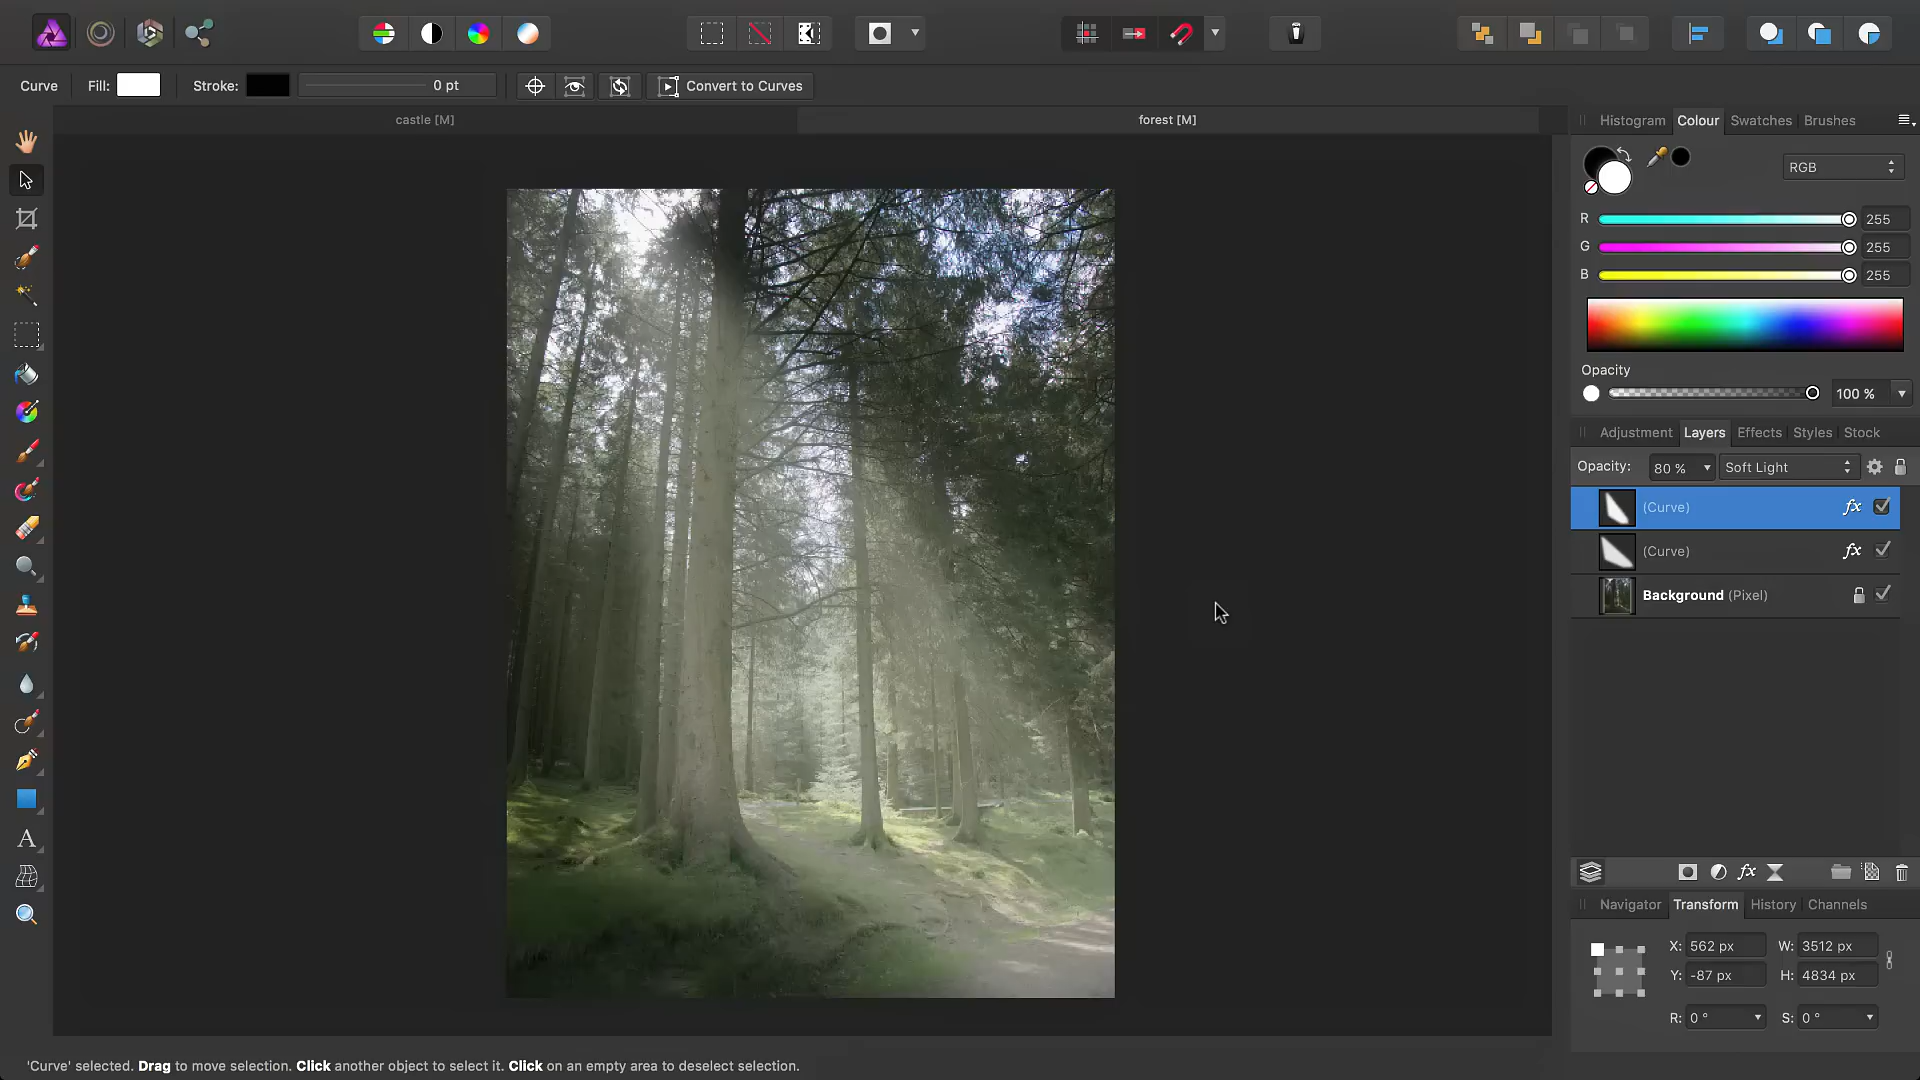 Curve Fill: Stroke: 0 pt Convert to Curves
castle [M] forest [M]
Histogram Colour Swatches Brushes
RGB
R 255
G 255
B 255
Opacity
100 %
Adjustment Layers Effects Styles Stock
Opacity: 80 % Soft Light
(Curve) fx
(Curve) fx
Background (Pixel)
fx
Navigator Transform History Channels
X: 562 px W: 3512 px
Y: -87 px H: 4834 px
R: 0 ° S: 0 °
'Curve' selected. Drag to move selection. Click another object to select it. Click on an empty area to deselect selection.